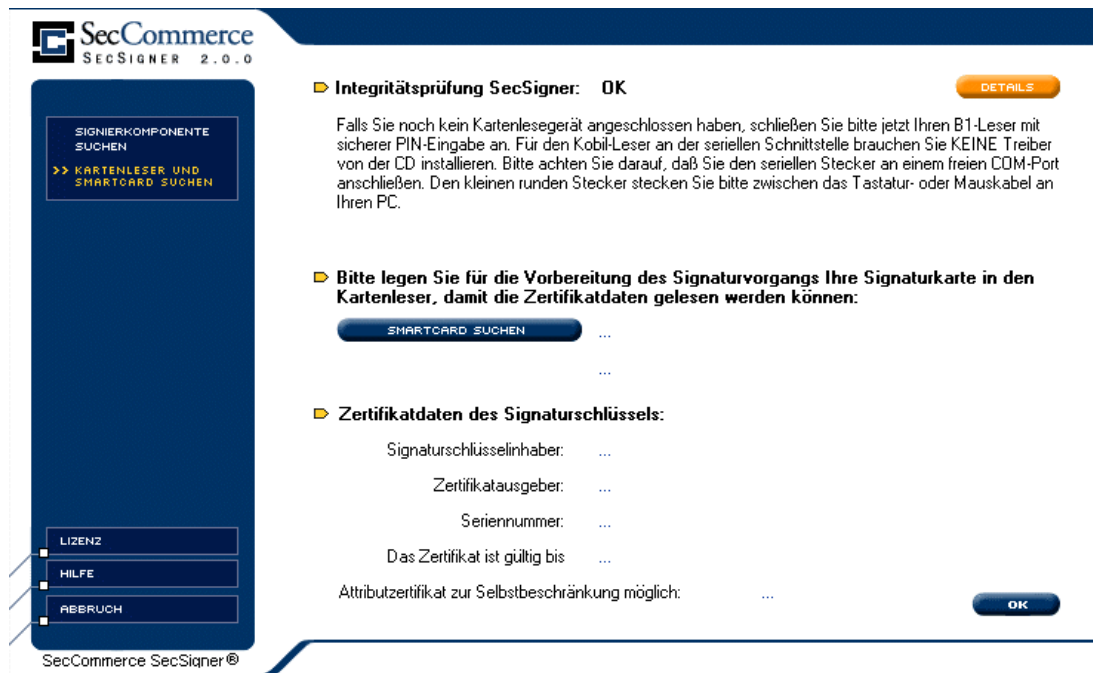 SecCommerce
SECSIGNER 2.0.0
SIGNIERKOMPONENTE
SUCHEN
>> KARTENLESER UND
SMARTCARD SUCHEN
LIZENZ
HILFE
ABBRUCH
SecCommerce SecSigner®
Integritätsprüfung SecSigner: OK
DETAILS
Falls Sie noch kein Kartenlesegerät angeschlossen haben, schließen Sie bitte jetzt Ihren B1-Leser mit
sicherer PIN-Eingabe an. Für den Kobil-Leser an der seriellen Schnittstelle brauchen Sie KEINE Treiber
von der CD installieren. Bitte achten Sie darauf, daß Sie den seriellen Stecker an einem freien COM-Port
anschließen. Den kleinen runden Stecker stecken Sie bitte zwischen das Tastatur- oder Mauskabel an
Ihren PC.
Bitte legen Sie für die Vorbereitung des Signaturvorgangs Ihre Signaturkarte in den
Kartenleser, damit die Zertifikatdaten gelesen werden können:
SMARTCARD SUCHEN ...
...
Zertifikatdaten des Signaturschlüssels:
Signaturschlüsselinhaber: ...
Zertifikatausgeber: ...
Seriennummer: ...
Das Zertifikat ist gültig bis ...
Attributzertifikat zur Selbstbeschränkung möglich: ...
OK